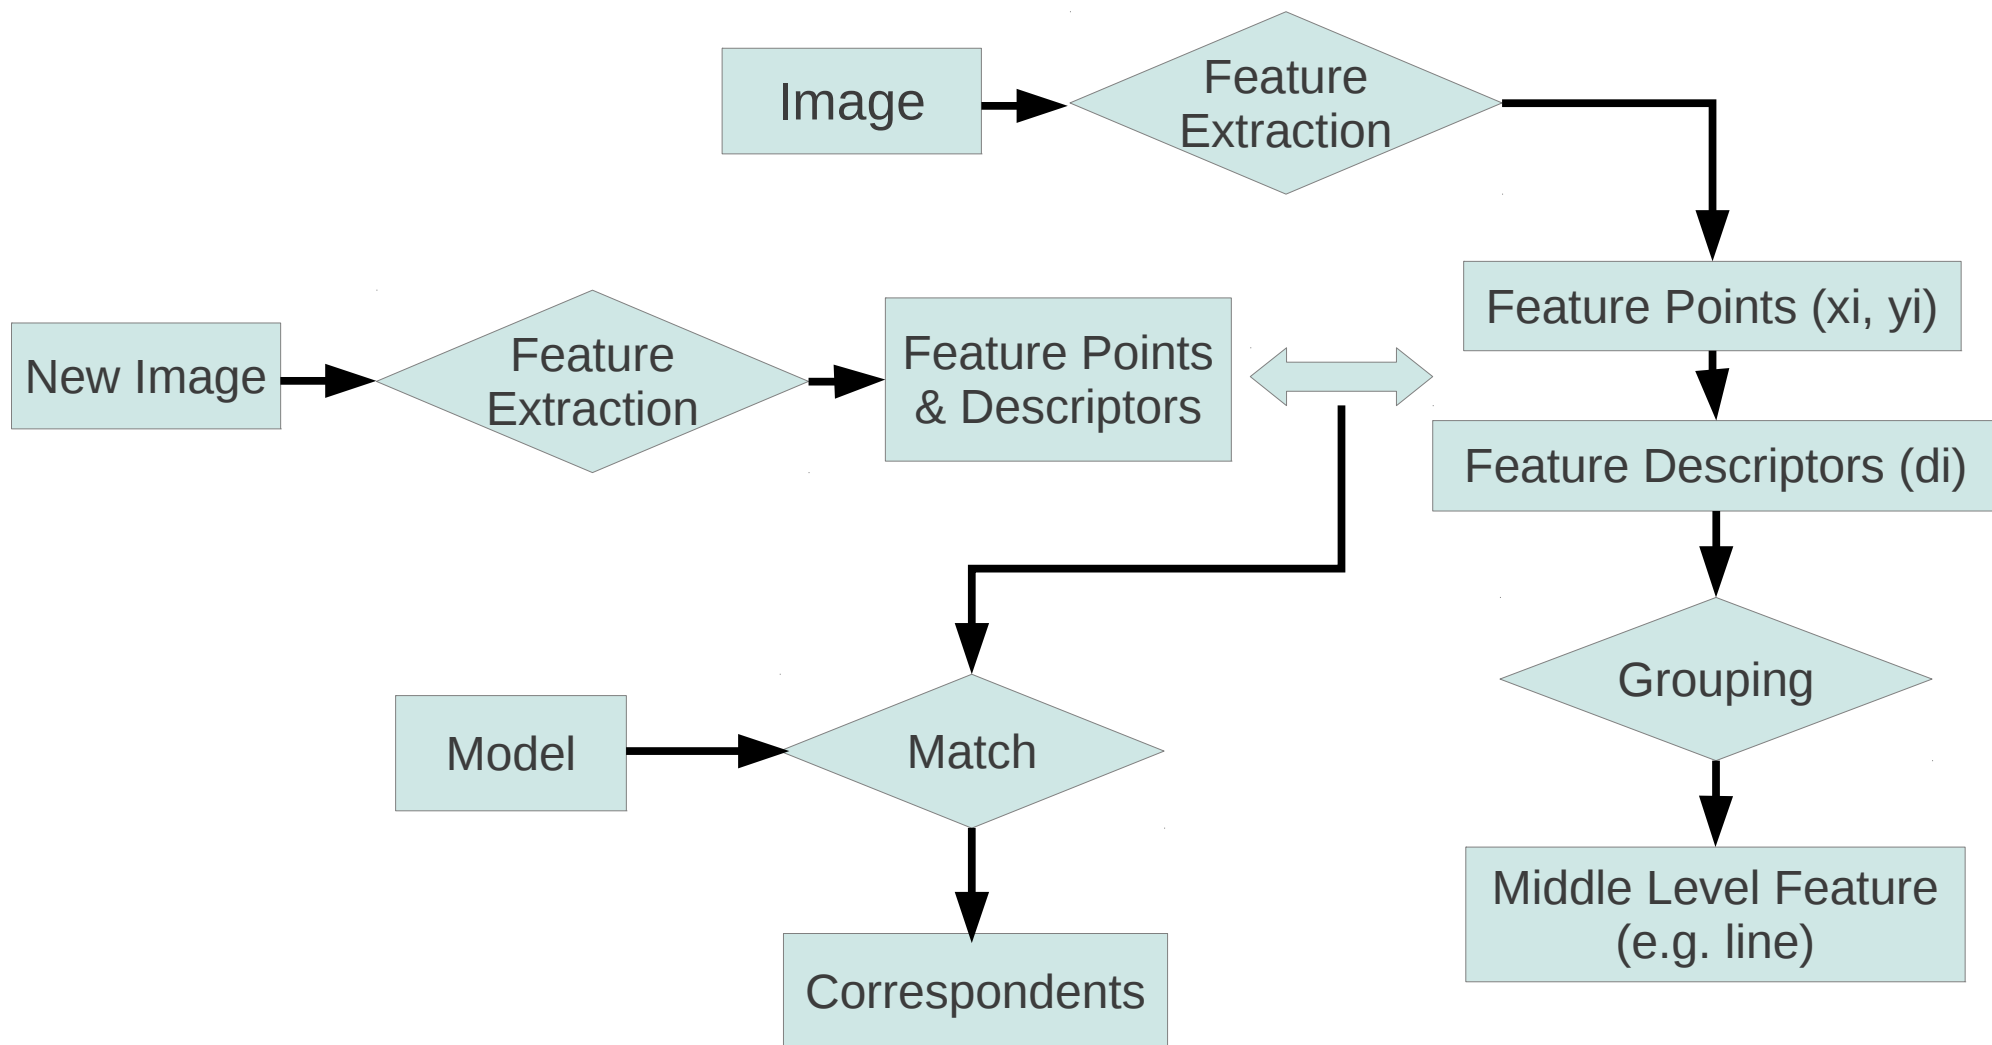 Image
Feature
Extraction
Feature Points (xi, yi)
New Image
Feature
Extraction
Feature Points
& Descriptors
Feature Descriptors (di)
Grouping
Model
Match
Middle Level Feature
(e.g. line)
Correspondents